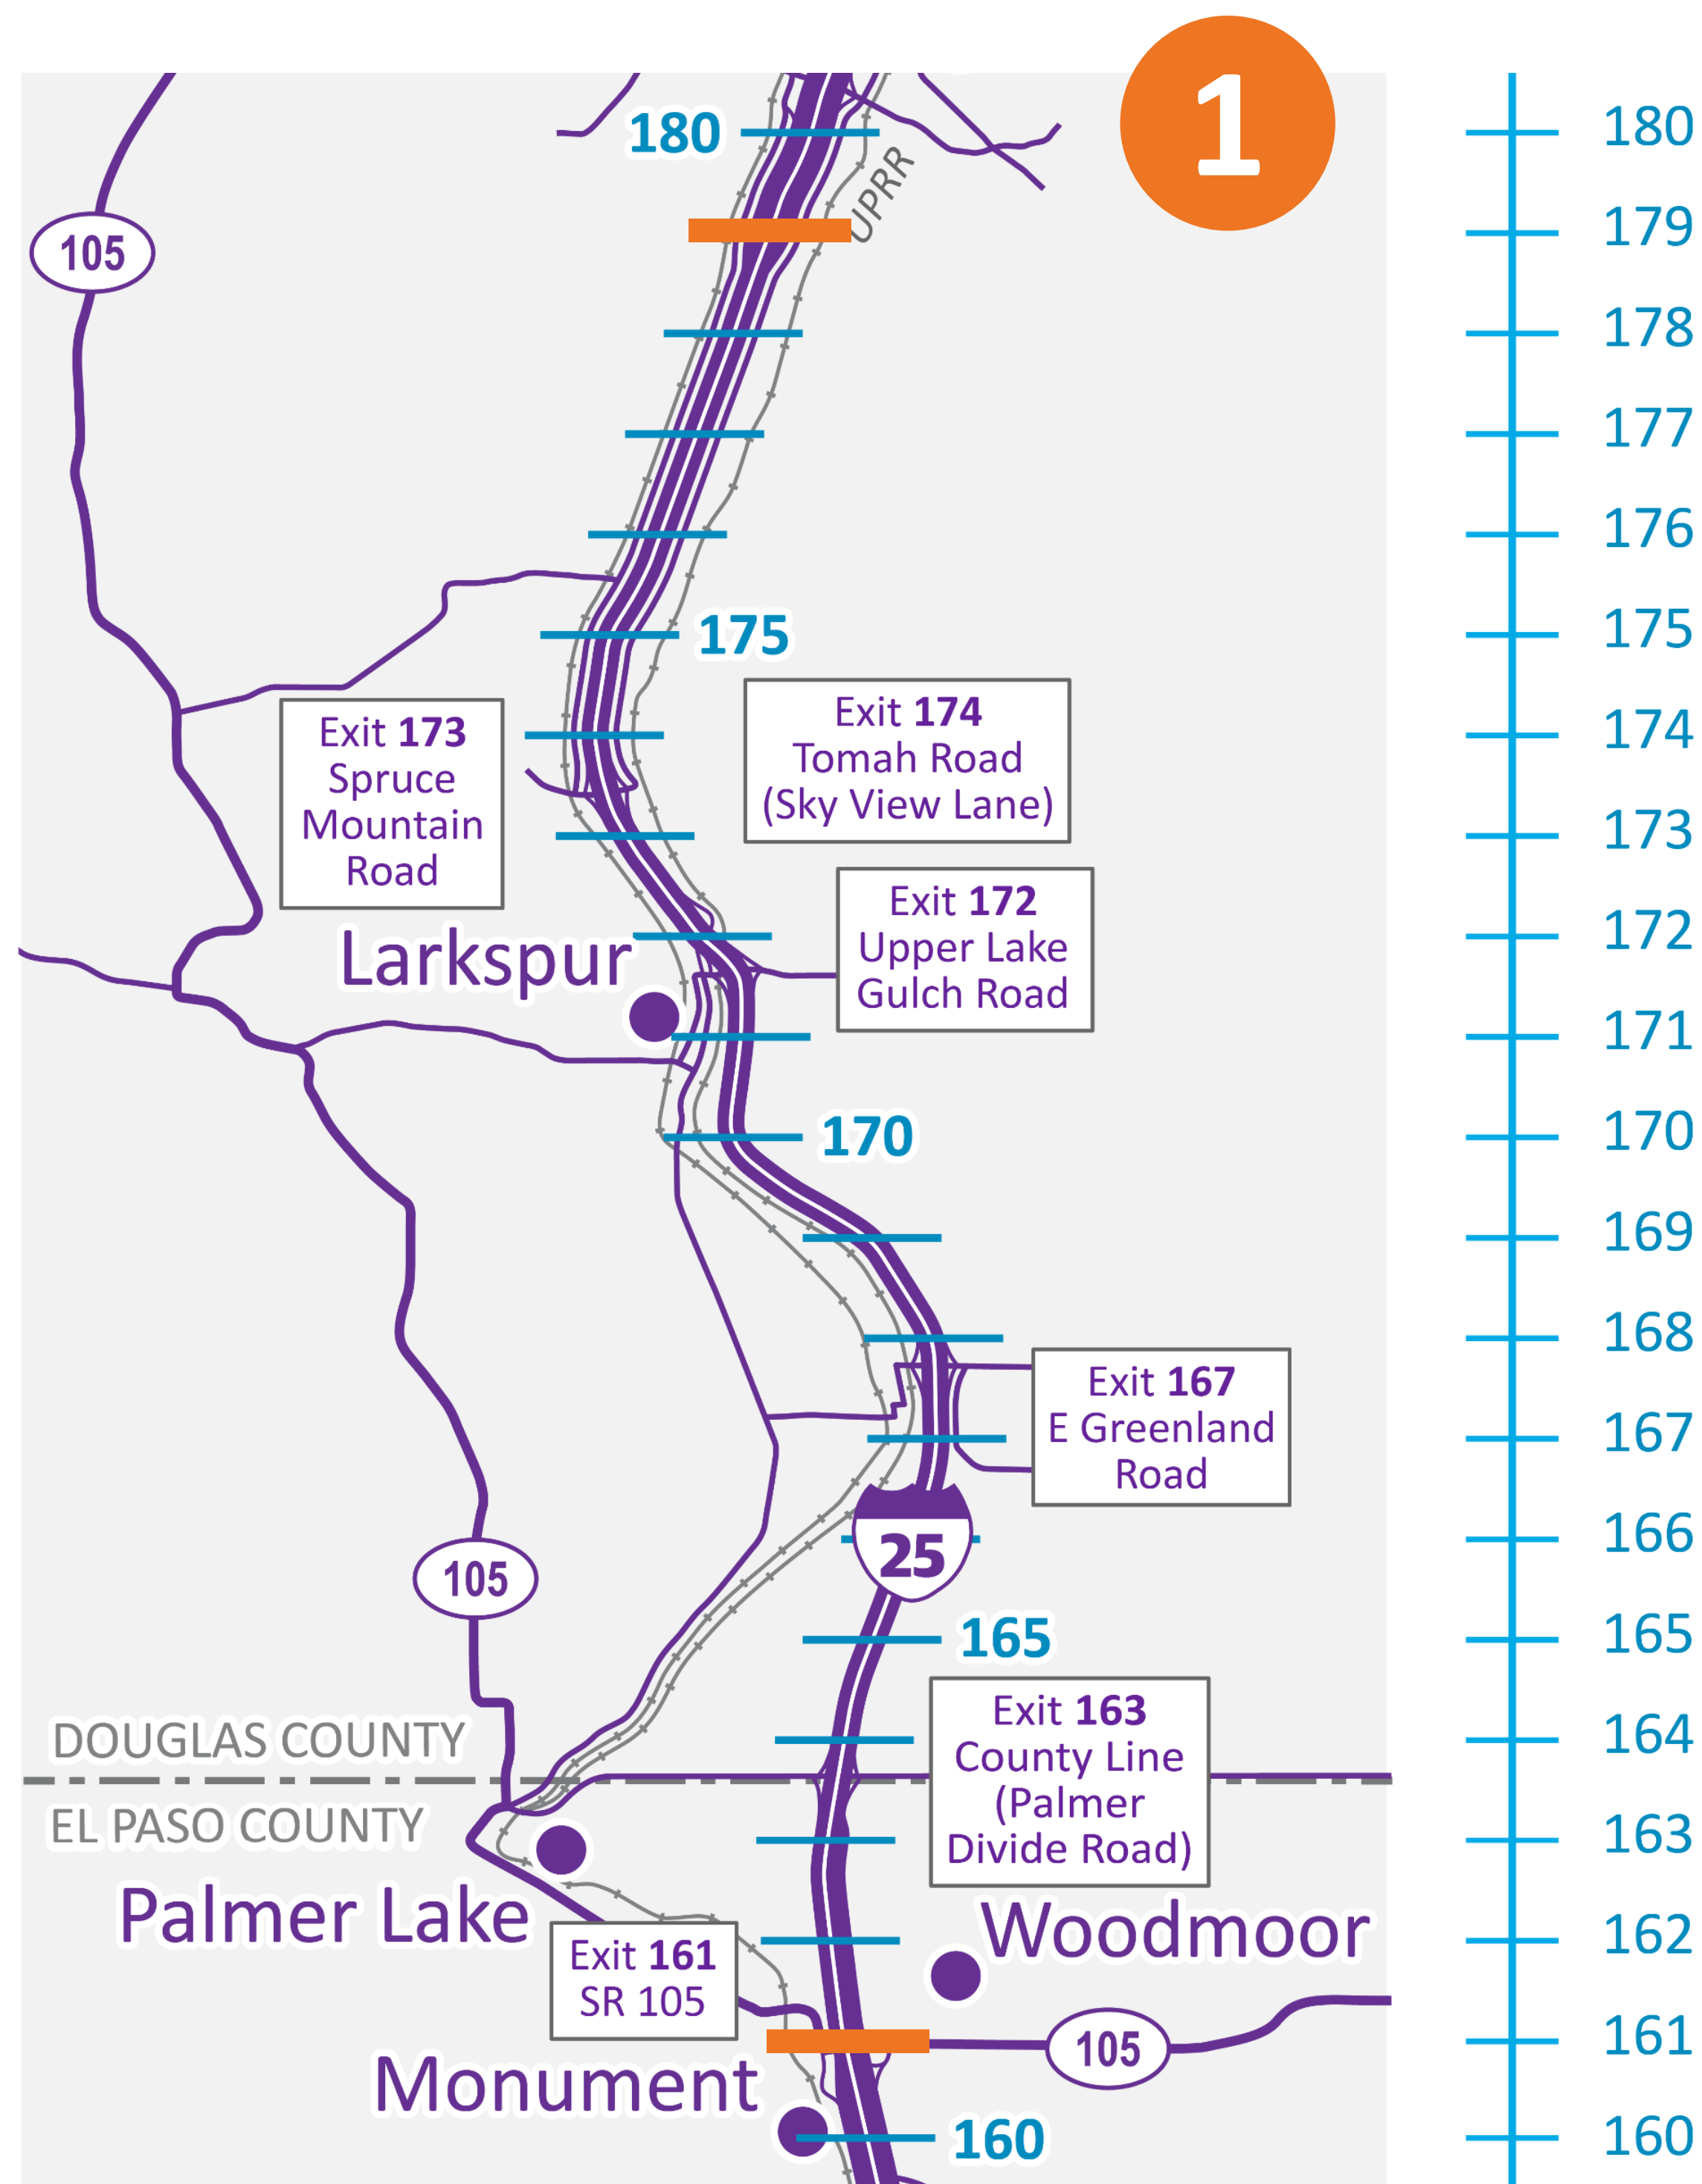 1
180
180
UPRR
179
105
178
177
176
175
175
174
Exit 173
Spruce
Mountain
Road
Exit 174
Tomah Road
(Sky View Lane)
173
Exit 172
Upper Lake
Gulch Road
172
Larkspur
171
170
170
169
168
Exit 167
E Greenland
Road
167
25
166
105
165
165
Exit 163
County Line
(Palmer
Divide Road)
164
DOUGLAS COUNTY
EL PASO COUNTY
163
Palmer Lake
Woodmoor
162
Exit 161
SR 105
161
105
Monument
160
160